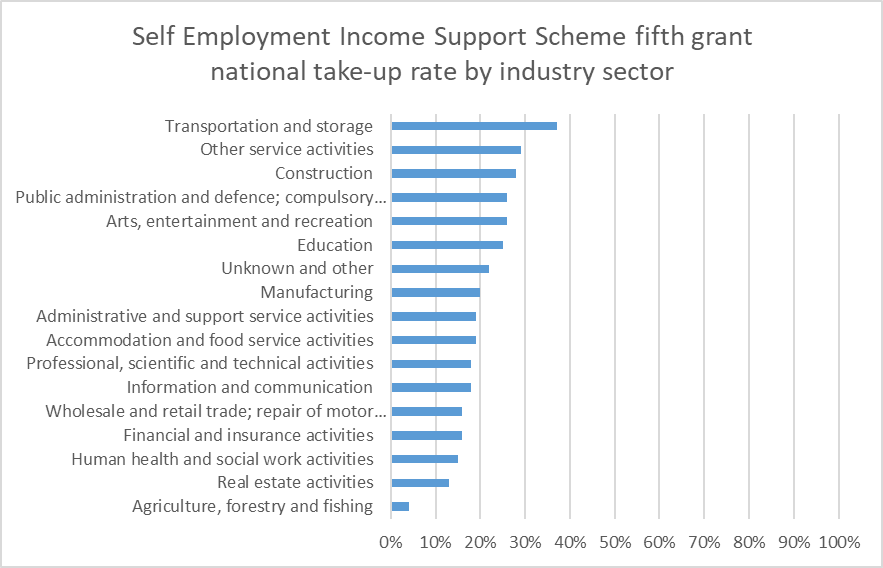 Self Employment Income Support Scheme fifth grant
national take-up rate by industry sector
Transportation and storage
Other service activities
Construction
Public administration and defence; compulsory…
Arts, entertainment and recreation
Education
Unknown and other
Manufacturing
Administrative and support service activities
Accommodation and food service activities
Professional, scientific and technical activities
Information and communication
Wholesale and retail trade; repair of motor…
Financial and insurance activities
Human health and social work activities
Real estate activities
Agriculture, forestry and fishing
0% 10% 20% 30% 40% 50% 60% 70% 80% 90% 100%